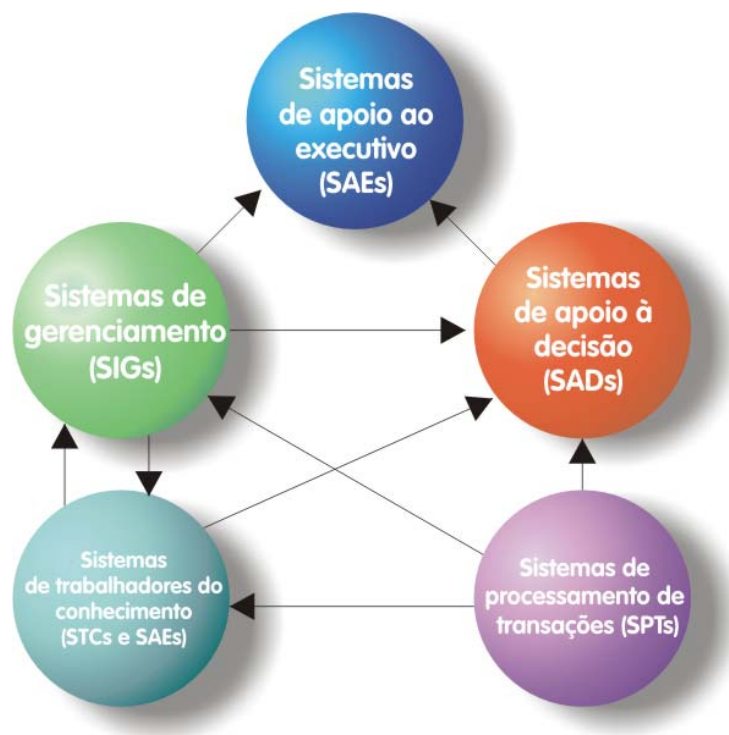 Sistemas
de apoio ao
executivo
(SAEs)
Sistemas de
gerenciamento
(SIGs)
Sistemas
de apoio à
decisão
(SADs)
Sistemas
de trabalhadores do
conhecimento
(STCs e SAEs)
Sistemas de
processamento de
transações (SPTs)